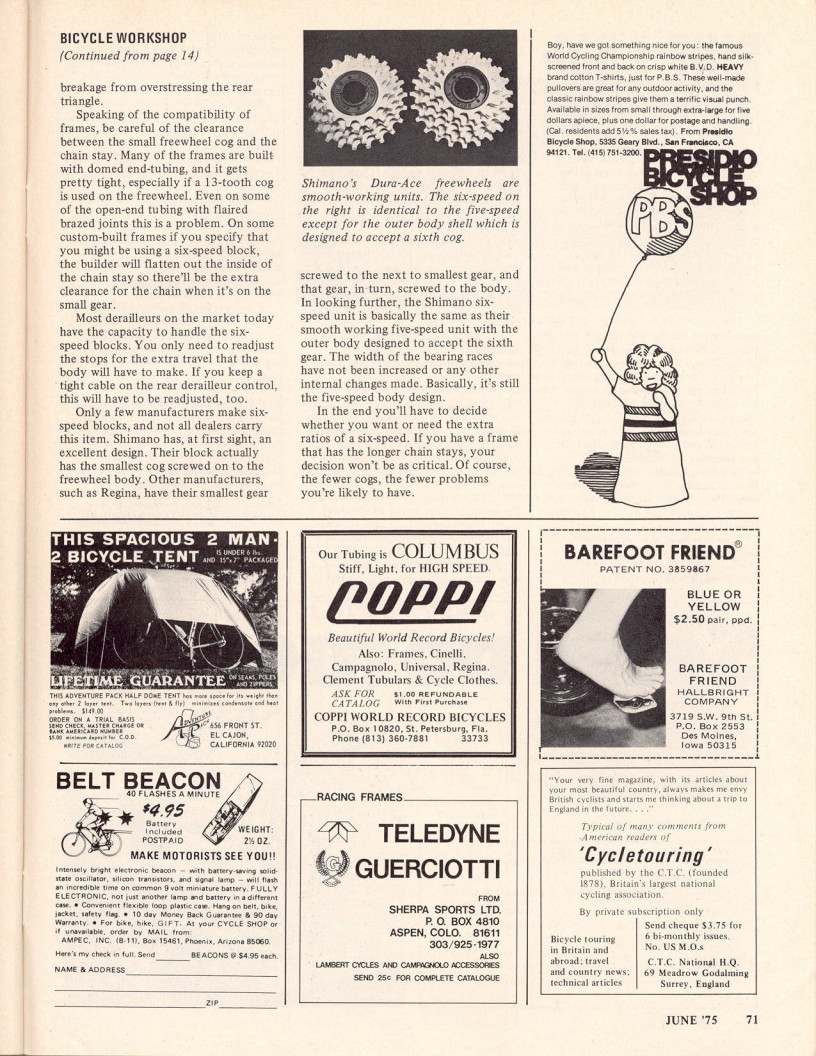 BICYCLE WORKSHOP
(Continued from page 14)
breakage from overstressing the rear
triangle.
Speaking of the compatibility of
frames, be careful of the clearance
between the small freewheel cog and the
chain stay. Many of the frames are built
with domed end-tubing, and it gets
pretty tight, especially if a 13-tooth cog
is used on the freewheel. Even on some
of the open-end tubing with flaired
brazed joints this is a problem. On some
custom-built frames if you specify that
you might be using a six-speed block,
the builder will flatten out the inside of
the chain stay so there'll be the extra
clearance for the chain when it's on the
small gear.
Most derailleurs on the market today
have the capacity to handle the six-
speed blocks. You only need to readjust
the stops for the extra travel that the
body will have to make. If you keep a
tight cable on the rear derailleur control,
this will have to be readjusted, too.
Only a few manufacturers make six-
speed blocks, and not all dealers carry
this item. Shimano has, at first sight, an
excellent design. Their block actually
has the smallest cog screwed on to the
freewheel body. Other manufacturers,
such as Regina, have their smallest gear
Shimano's Dura-Ace freewheels are
smooth-working units. The six-speed on
the right is identical to the five-speed
except for the outer body shell which is
designed to accept a sixth cog.
screwed to the next to smallest gear, and
that gear, in turn, screwed to the body.
In looking further, the Shimano six-
speed unit is basically the same as their
smooth working five-speed unit with the
outer body designed to accept the sixth
gear. The width of the bearing races
have not been increased or any other
internal changes made. Basically, it's still
the five-speed body design.
In the end you'll have to decide
whether you want or need the extra
ratios of a six-speed. If you have a frame
that has the longer chain stays, your
decision won't be as critical. Of course,
the fewer cogs, the fewer problems
you're likely to have.
Boy, have we got something nice for you: the famous
World Cycling Championship rainbow stripes, hand silk-
screened front and back on crisp white B.V.D. HEAVY
brand cotton T-shirts, just for P.B.S. These well-made
pullovers are great for any outdoor activity, and the
classic rainbow stripes give them a terrific visual punch.
Available in sizes from small through extra-large for five
dollars apiece, plus one dollar for postage and handling.
(Cal. residents add 5½% sales tax). From Presidio
Bicycle Shop, 5335 Geary Blvd., San Francisco, CA
94121. Tel. (415) 751-3200.
PRESIDIO
BICYCLE
SHOP
PBS
THIS SPACIOUS 2 MAN-
2 BICYCLE TENT IS UNDER 6 lbs.
AND 15"x 7" PACKAGED
LIFETIME GUARANTEE ON SEAMS, POLES
AND ZIPPERS
THIS ADVENTURE PACK HALF DOME TENT has more space for its weight than
any other 2 layer tent. Two layers (tent & fly) minimizes condensate and heat
problems. $149.00
ORDER ON A TRIAL BASIS
SEND CHECK, MASTER CHARGE OR
BANK AMERICARD NUMBER
$5.00 minimum deposit for C.O.D.
WRITE FOR CATALOG
ADVENTURE
656 FRONT ST.
EL CAJON,
CALIFORNIA 92020
Our Tubing is COLUMBUS
Stiff, Light, for HIGH SPEED
COPPI
Beautiful World Record Bicycles!
Also: Frames, Cinelli,
Campagnolo, Universal, Regina.
Clement Tubulars & Cycle Clothes.
ASK FOR
CATALOG
$1.00 REFUNDABLE
With First Purchase
COPPI WORLD RECORD BICYCLES
P.O. Box 10820, St. Petersburg, Fla.
Phone (813) 360-7881 33733
BAREFOOT FRIEND®
PATENT NO. 3859867
BLUE OR
YELLOW
$2.50 pair, ppd.
BAREFOOT
FRIEND
HALLBRIGHT
COMPANY
3719 S.W. 9th St.
P.O. Box 2553
Des Moines,
Iowa 50315
BELT BEACON
40 FLASHES A MINUTE
$4.95
Battery
Included
POSTPAID
WEIGHT:
2½ OZ.
MAKE MOTORISTS SEE YOU!!
Intensely bright electronic beacon — with battery-saving solid-
state oscillator, silicon transistors, and signal lamp — will flash
an incredible time on common 9 volt miniature battery. FULLY
ELECTRONIC, not just another lamp and battery in a different
case. • Convenient flexible loop plastic case. Hang on belt, bike,
jacket, safety flag. • 10 day Money Back Guarantee & 90 day
Warranty. • For bike, hike, GIFT. At your CYCLE SHOP or
if unavailable, order by MAIL from:
AMPEC, INC. (B-11), Box 15461, Phoenix, Arizona 85060.
Here's my check in full. Send BEACONS @ $4.95 each.
NAME & ADDRESS
ZIP
RACING FRAMES
TELEDYNE
G
GUERCIOTTI
FROM
SHERPA SPORTS LTD.
P. O. BOX 4810
ASPEN, COLO. 81611
303/925-1977
ALSO
LAMBERT CYCLES AND CAMPAGNOLO ACCESSORIES
SEND 25c FOR COMPLETE CATALOGUE
"Your very fine magazine, with its articles about
your most beautiful country, always makes me envy
British cyclists and starts me thinking about a trip to
England in the future. . . ."
Typical of many comments from
American readers of
'Cycletouring'
published by the C.T.C. (founded
1878), Britain's largest national
cycling association.
By private subscription only
Bicycle touring
in Britain and
abroad; travel
and country news;
technical articles
Send cheque $3.75 for
6 bi-monthly issues.
No. US M.O.s
C.T.C. National H.Q.
69 Meadrow Godalming
Surrey, England
JUNE '75 71